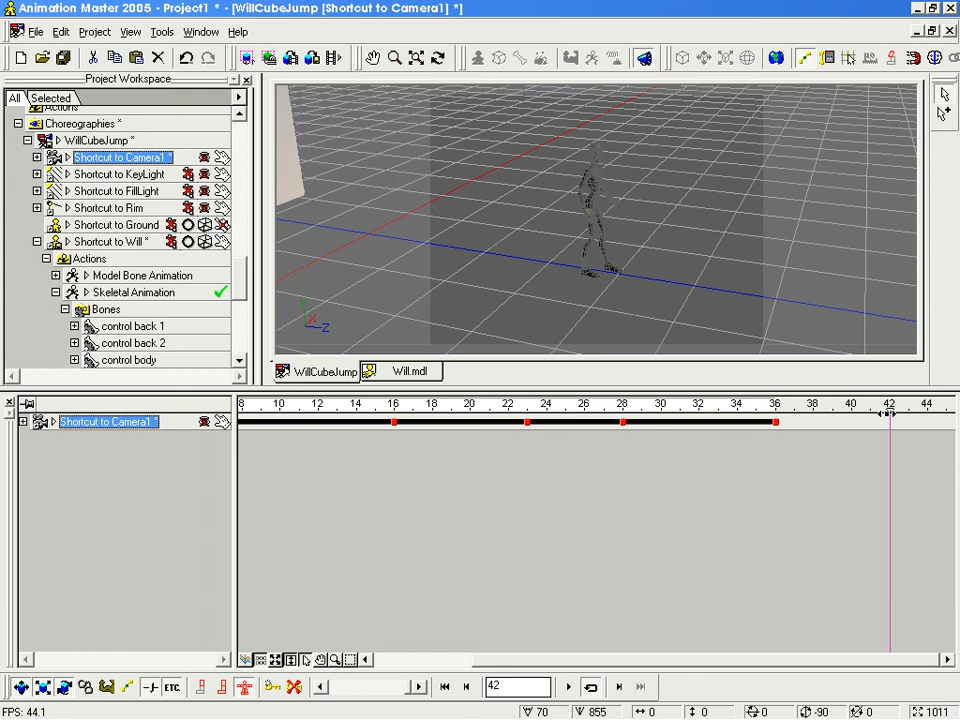 Animation Master 2005 - Project1 * - [WillCubeJump [Shortcut to Camera1] *]
File Edit Project View Tools Window Help
Project Workspace
All Selected
Actions
Choreographies *
WillCubeJump *
Shortcut to Camera1 *
Shortcut to KeyLight
Shortcut to FillLight
Shortcut to Rim
Shortcut to Ground
Shortcut to Will *
Actions
Model Bone Animation
Skeletal Animation
Bones
control back 1
control back 2
control body
Y X Z
WillCubeJump Will.mdl
8 10 12 14 16 18 20 22 24 26 28 30 32 34 36 38 40 42 44
Shortcut to Camera1 *
ETC. 42
FPS: 44.1 70 855 0 0 0 -90 0 1011